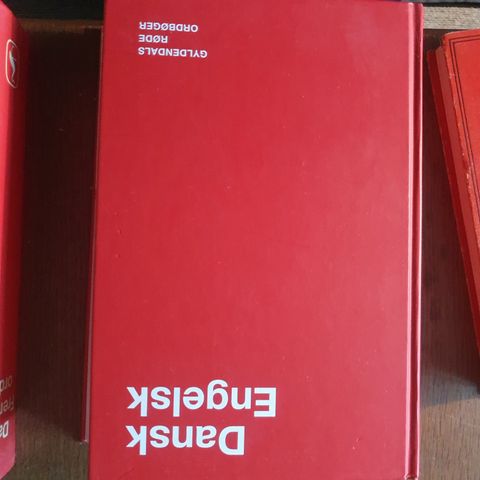 Dansk
Engelsk
GYLDENDALS
RØDE
ORDBØGER